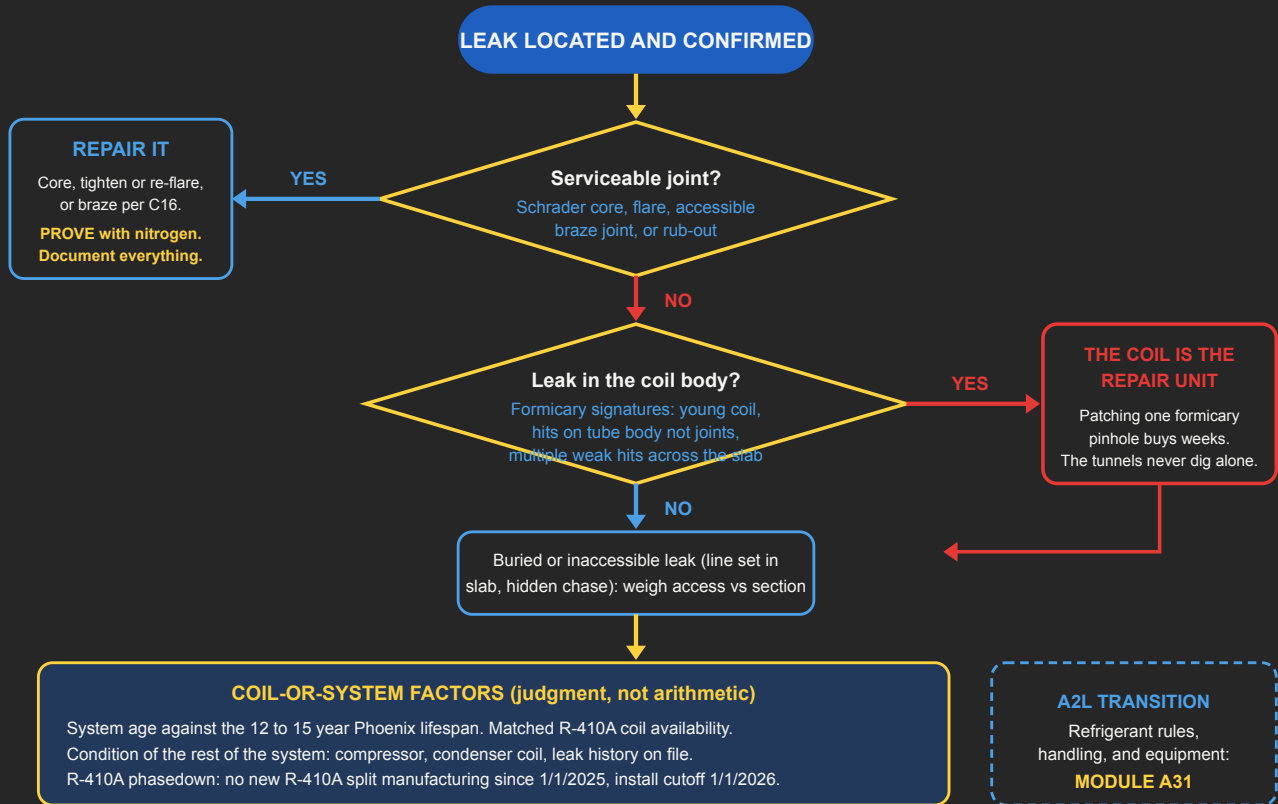 LEAK LOCATED AND CONFIRMED
REPAIR IT
Core, tighten or re-flare,
or braze per C16.
PROVE with nitrogen.
Document everything.
YES
Serviceable joint?
Schrader core, flare, accessible
braze joint, or rub-out
NO
Leak in the coil body?
Formicary signatures: young coil,
hits on tube body not joints,
multiple weak hits across the slab
YES
THE COIL IS THE
REPAIR UNIT
Patching one formicary
pinhole buys weeks.
The tunnels never dig alone.
NO
Buried or inaccessible leak (line set in
slab, hidden chase): weigh access vs section
COIL-OR-SYSTEM FACTORS (judgment, not arithmetic)
System age against the 12 to 15 year Phoenix lifespan. Matched R-410A coil availability.
Condition of the rest of the system: compressor, condenser coil, leak history on file.
R-410A phasedown: no new R-410A split manufacturing since 1/1/2025, install cutoff 1/1/2026.
A2L TRANSITION
Refrigerant rules,
handling, and equipment:
MODULE A31